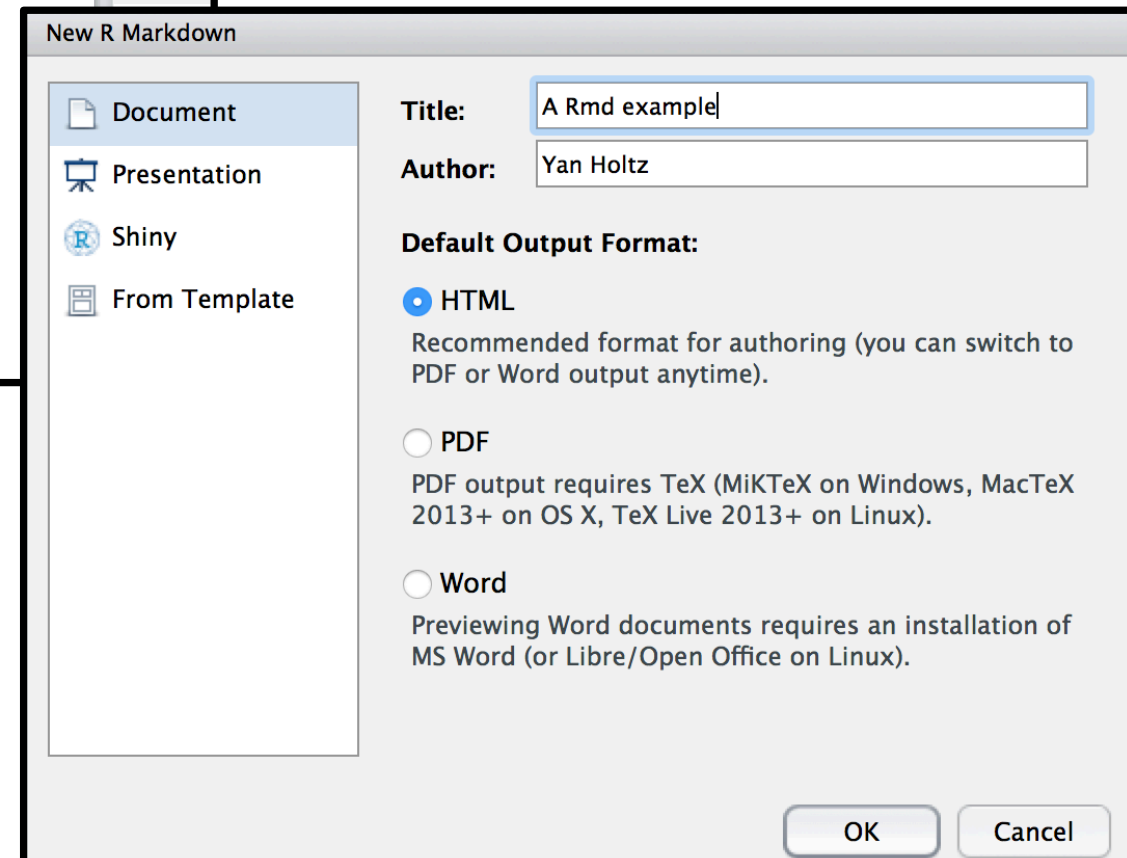 New R Markdown
Document
Presentation
Shiny
From Template
Title: A Rmd example
Author: Yan Holtz
Default Output Format:
HTML
Recommended format for authoring (you can switch to
PDF or Word output anytime).
PDF
PDF output requires TeX (MiKTeX on Windows, MacTeX
2013+ on OS X, TeX Live 2013+ on Linux).
Word
Previewing Word documents requires an installation of
MS Word (or Libre/Open Office on Linux).
OK Cancel